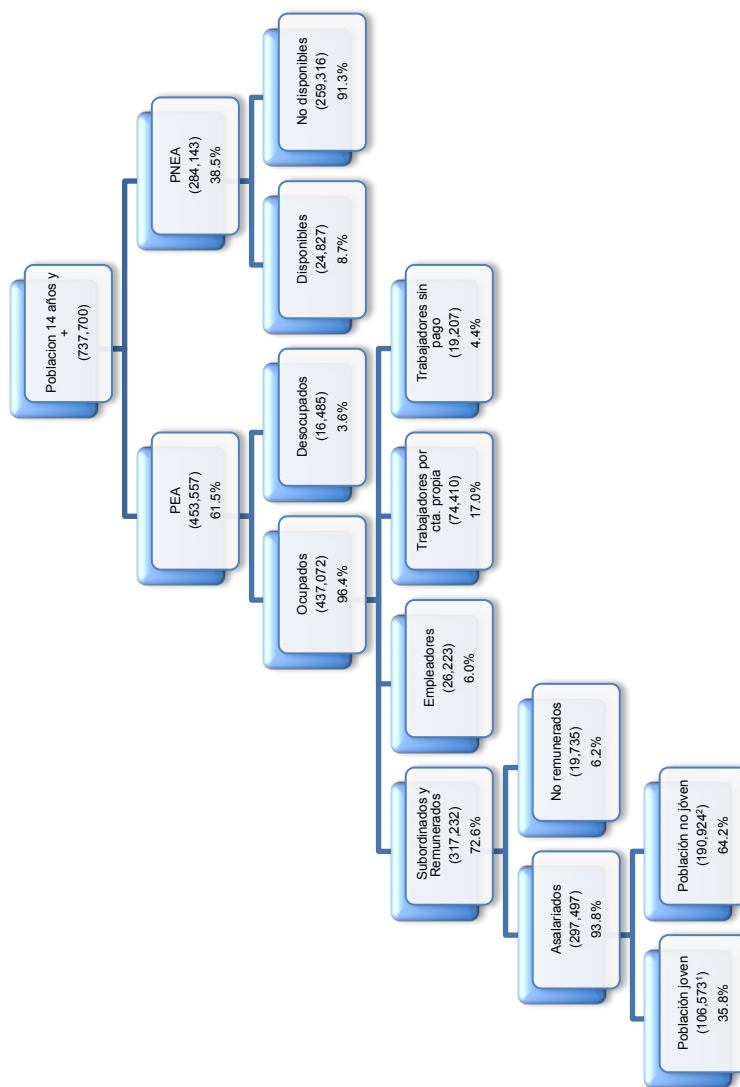 Poblacion 14 años y
+
(737,700)
PEA
(453,557)
61.5%
PNEA
(284,143)
38.5%
Ocupados
(437,072)
96.4%
Desocupados
(16,485)
3.6%
Disponibles
(24,827)
8.7%
No disponibles
(259,316)
91.3%
Subordinados y
Remunerados
(317,232)
72.6%
Empleadores
(26,223)
6.0%
Trabajadores por
cta. propia
(74,410)
17.0%
Trabajadores sin
pago
(19,207)
4.4%
Asalariados
(297,497)
93.8%
No remunerados
(19,735)
6.2%
Población joven
(106,573¹)
35.8%
Población no jóven
(190,924²)
64.2%